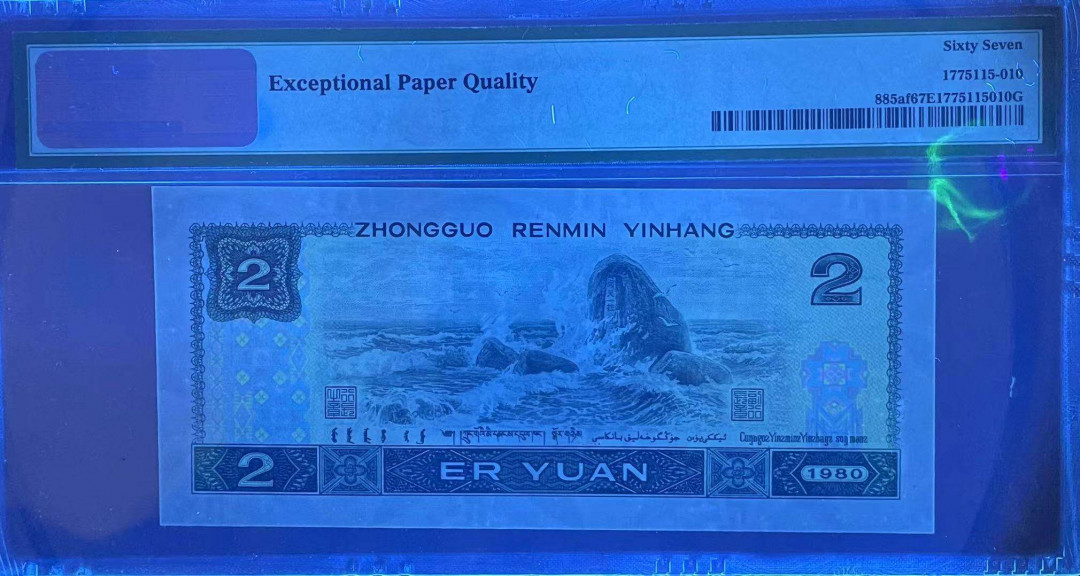 Sixty Seven
Exceptional Paper Quality
1775115-010
885af67E1775115010G
ZHONGGUO RENMIN YINHANG
2
2
2
ER YUAN
1980